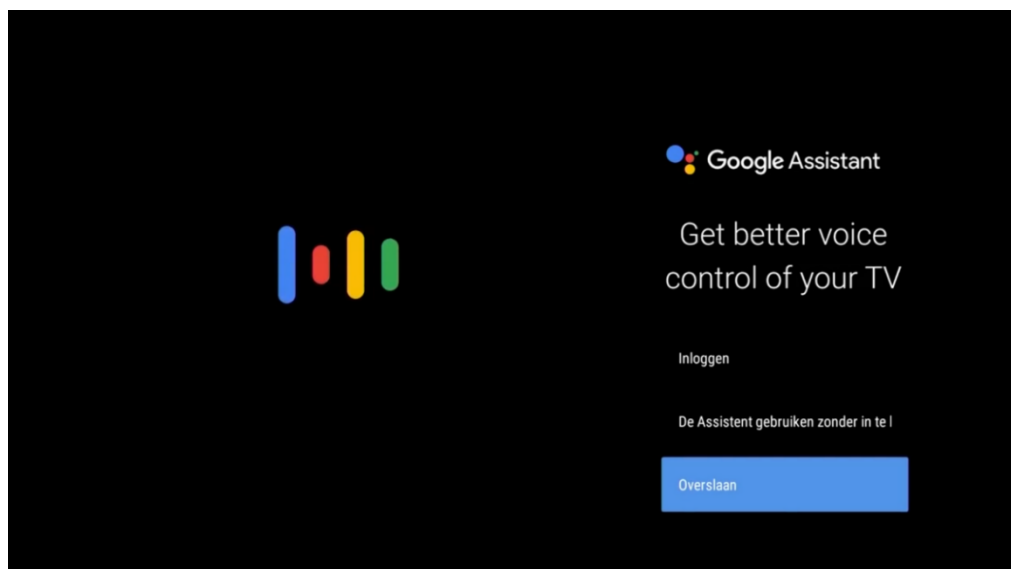 Google Assistant
Get better voice
control of your TV
Inloggen
De Assistent gebruiken zonder in te l
Overslaan